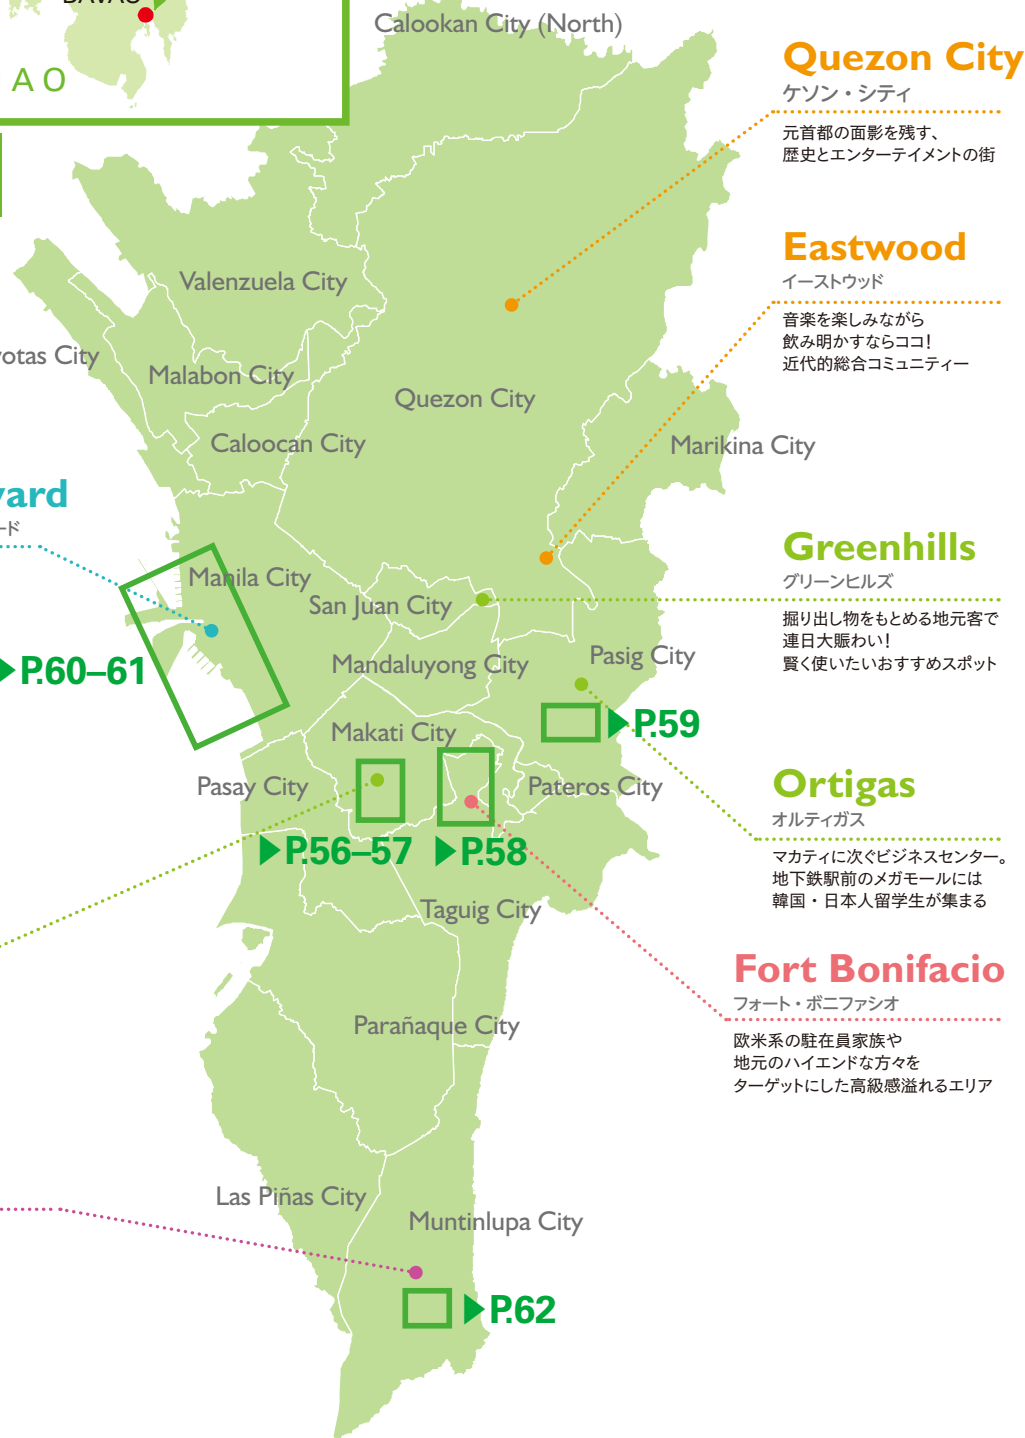 Calookan City (North)
A O
Quezon City
ケソン・シティ
元首都の面影を残す、
歴史とエンターテイメントの街
Eastwood
イーストウッド
音楽を楽しみながら
飲み明かすならココ!
近代的総合コミュニティー
Valenzuela City
City
Malabon City
Quezon City
Caloocan City
Marikina City
Greenhills
グリーンヒルズ
掘り出し物をもとめる地元客で
連日大賑わい!
賢く使いたいおすすめスポット
Manila City
San Juan City
Mandaluyong City
Pasig City
P.60–61
P.59
Makati City
Pasay City
Pateros City
P.56–57
P.58
Ortigas
オルティガス
マカティに次ぐビジネスセンター。
地下鉄駅前のメガモールには
韓国・日本人留学生が集まる
Taguig City
Fort Bonifacio
フォート・ボニファシオ
欧米系の駐在員家族や
地元のハイエンドな方々を
ターゲットにした高級感溢れるエリア
Parañaque City
Las Piñas City
Muntinlupa City
P.62